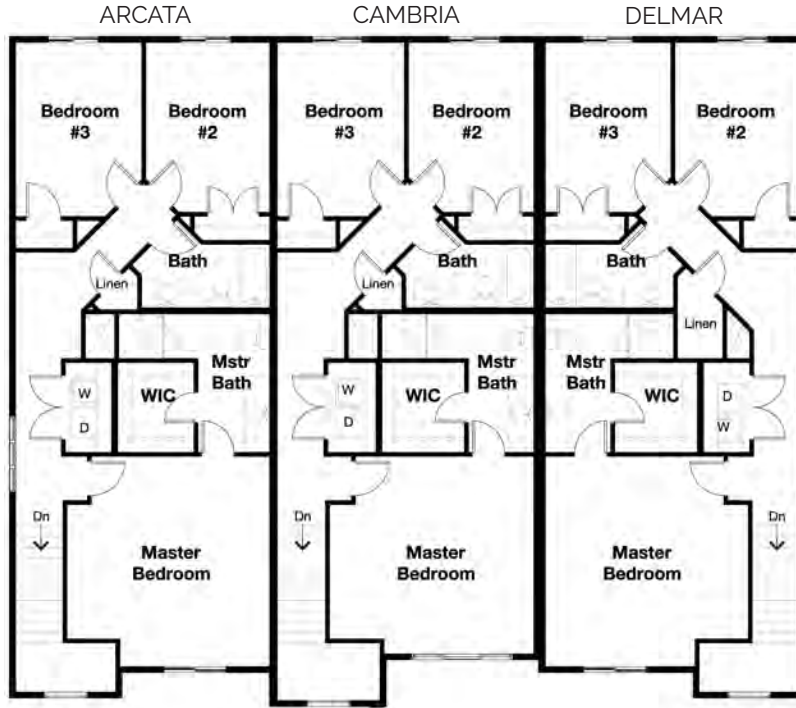 ARCATA
CAMBRIA
DELMAR
Bedroom
#3
Bedroom
#2
Bedroom
#3
Bedroom
#2
Bedroom
#3
Bedroom
#2
Bath
Linen
Bath
Linen
Bath
Linen
Mstr
Bath
WIC
W
D
Mstr
Bath
WIC
W
D
Mstr
Bath
WIC
D
W
Dn
Master
Bedroom
Dn
Master
Bedroom
Master
Bedroom
Dn